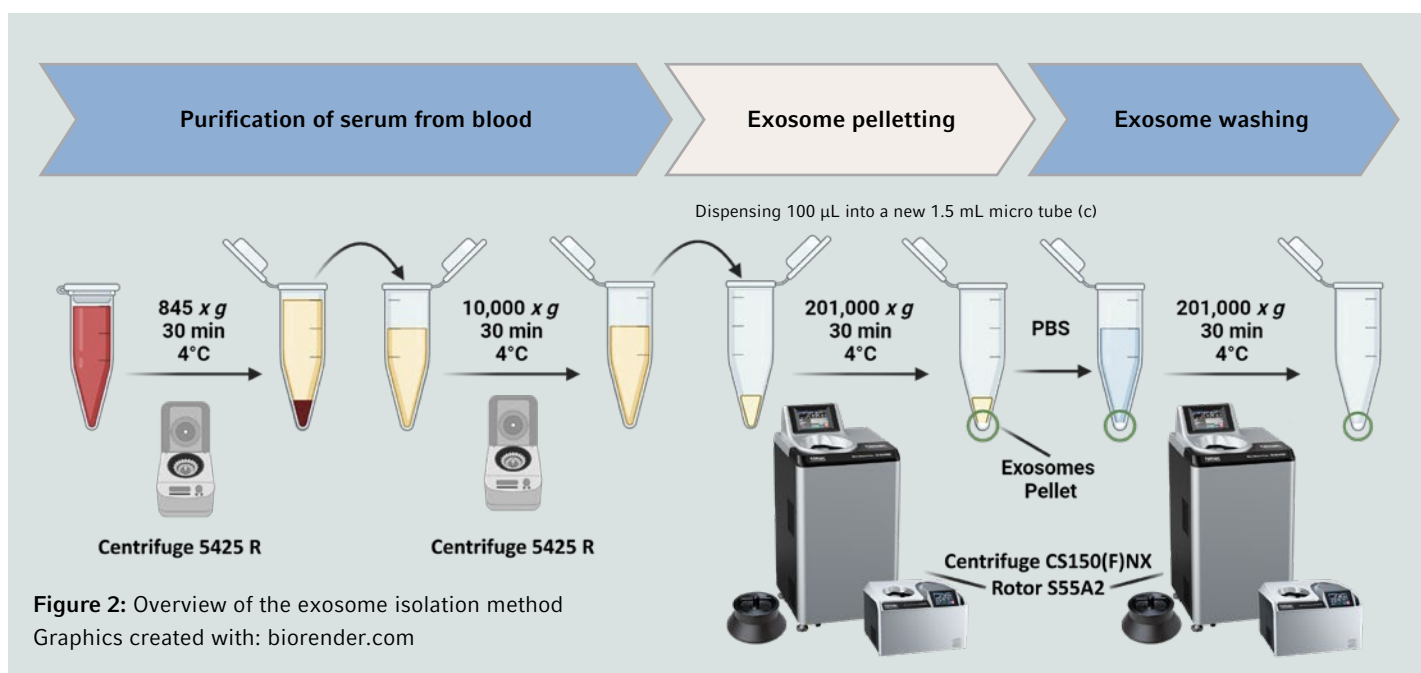 Purification of serum from blood
Exosome pelletting
Exosome washing
Dispensing 100 µL into a new 1.5 mL micro tube (c)
845 x g
30 min
4°C
10,000 x g
30 min
4°C
201,000 x g
30 min
4°C
PBS
201,000 x g
30 min
4°C
Exosomes
Pellet
Centrifuge 5425 R
Centrifuge 5425 R
Centrifuge CS150(F)NX
Rotor S55A2
Figure 2: Overview of the exosome isolation method
Graphics created with: biorender.com